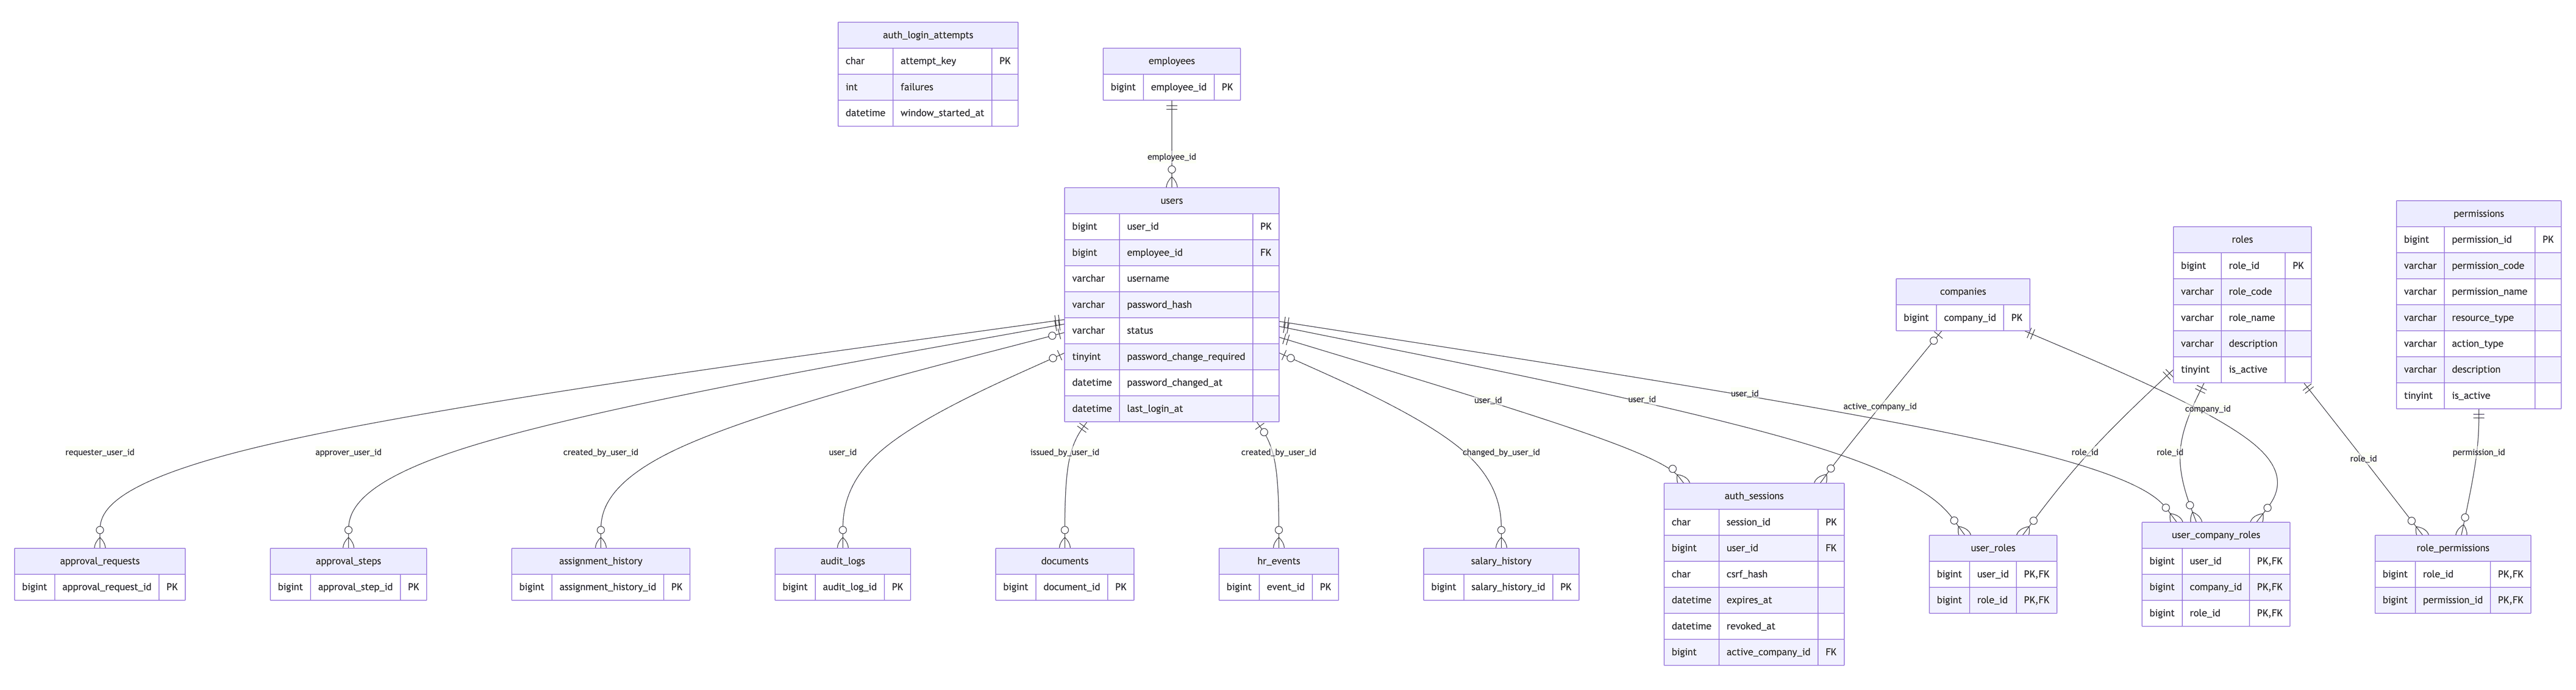 auth_login_attempts
char attempt_key PK
int failures
datetime window_started_at
employees
bigint employee_id PK
employee_id
users
bigint user_id PK
bigint employee_id FK
varchar username
varchar password_hash
varchar status
tinyint password_change_required
datetime password_changed_at
datetime last_login_at
companies
bigint company_id PK
roles
bigint role_id PK
varchar role_code
varchar role_name
varchar description
tinyint is_active
permissions
bigint permission_id PK
varchar permission_code
varchar permission_name
varchar resource_type
varchar action_type
varchar description
tinyint is_active
requester_user_id
approver_user_id
created_by_user_id
user_id
issued_by_user_id
created_by_user_id
changed_by_user_id
user_id
user_id
user_id
active_company_id
company_id
role_id
role_id
role_id
permission_id
approval_requests
bigint approval_request_id PK
approval_steps
bigint approval_step_id PK
assignment_history
bigint assignment_history_id PK
audit_logs
bigint audit_log_id PK
documents
bigint document_id PK
hr_events
bigint event_id PK
salary_history
bigint salary_history_id PK
auth_sessions
char session_id PK
bigint user_id FK
char csrf_hash
datetime expires_at
datetime revoked_at
bigint active_company_id FK
user_roles
bigint user_id PK,FK
bigint role_id PK,FK
user_company_roles
bigint user_id PK,FK
bigint company_id PK,FK
bigint role_id PK,FK
role_permissions
bigint role_id PK,FK
bigint permission_id PK,FK